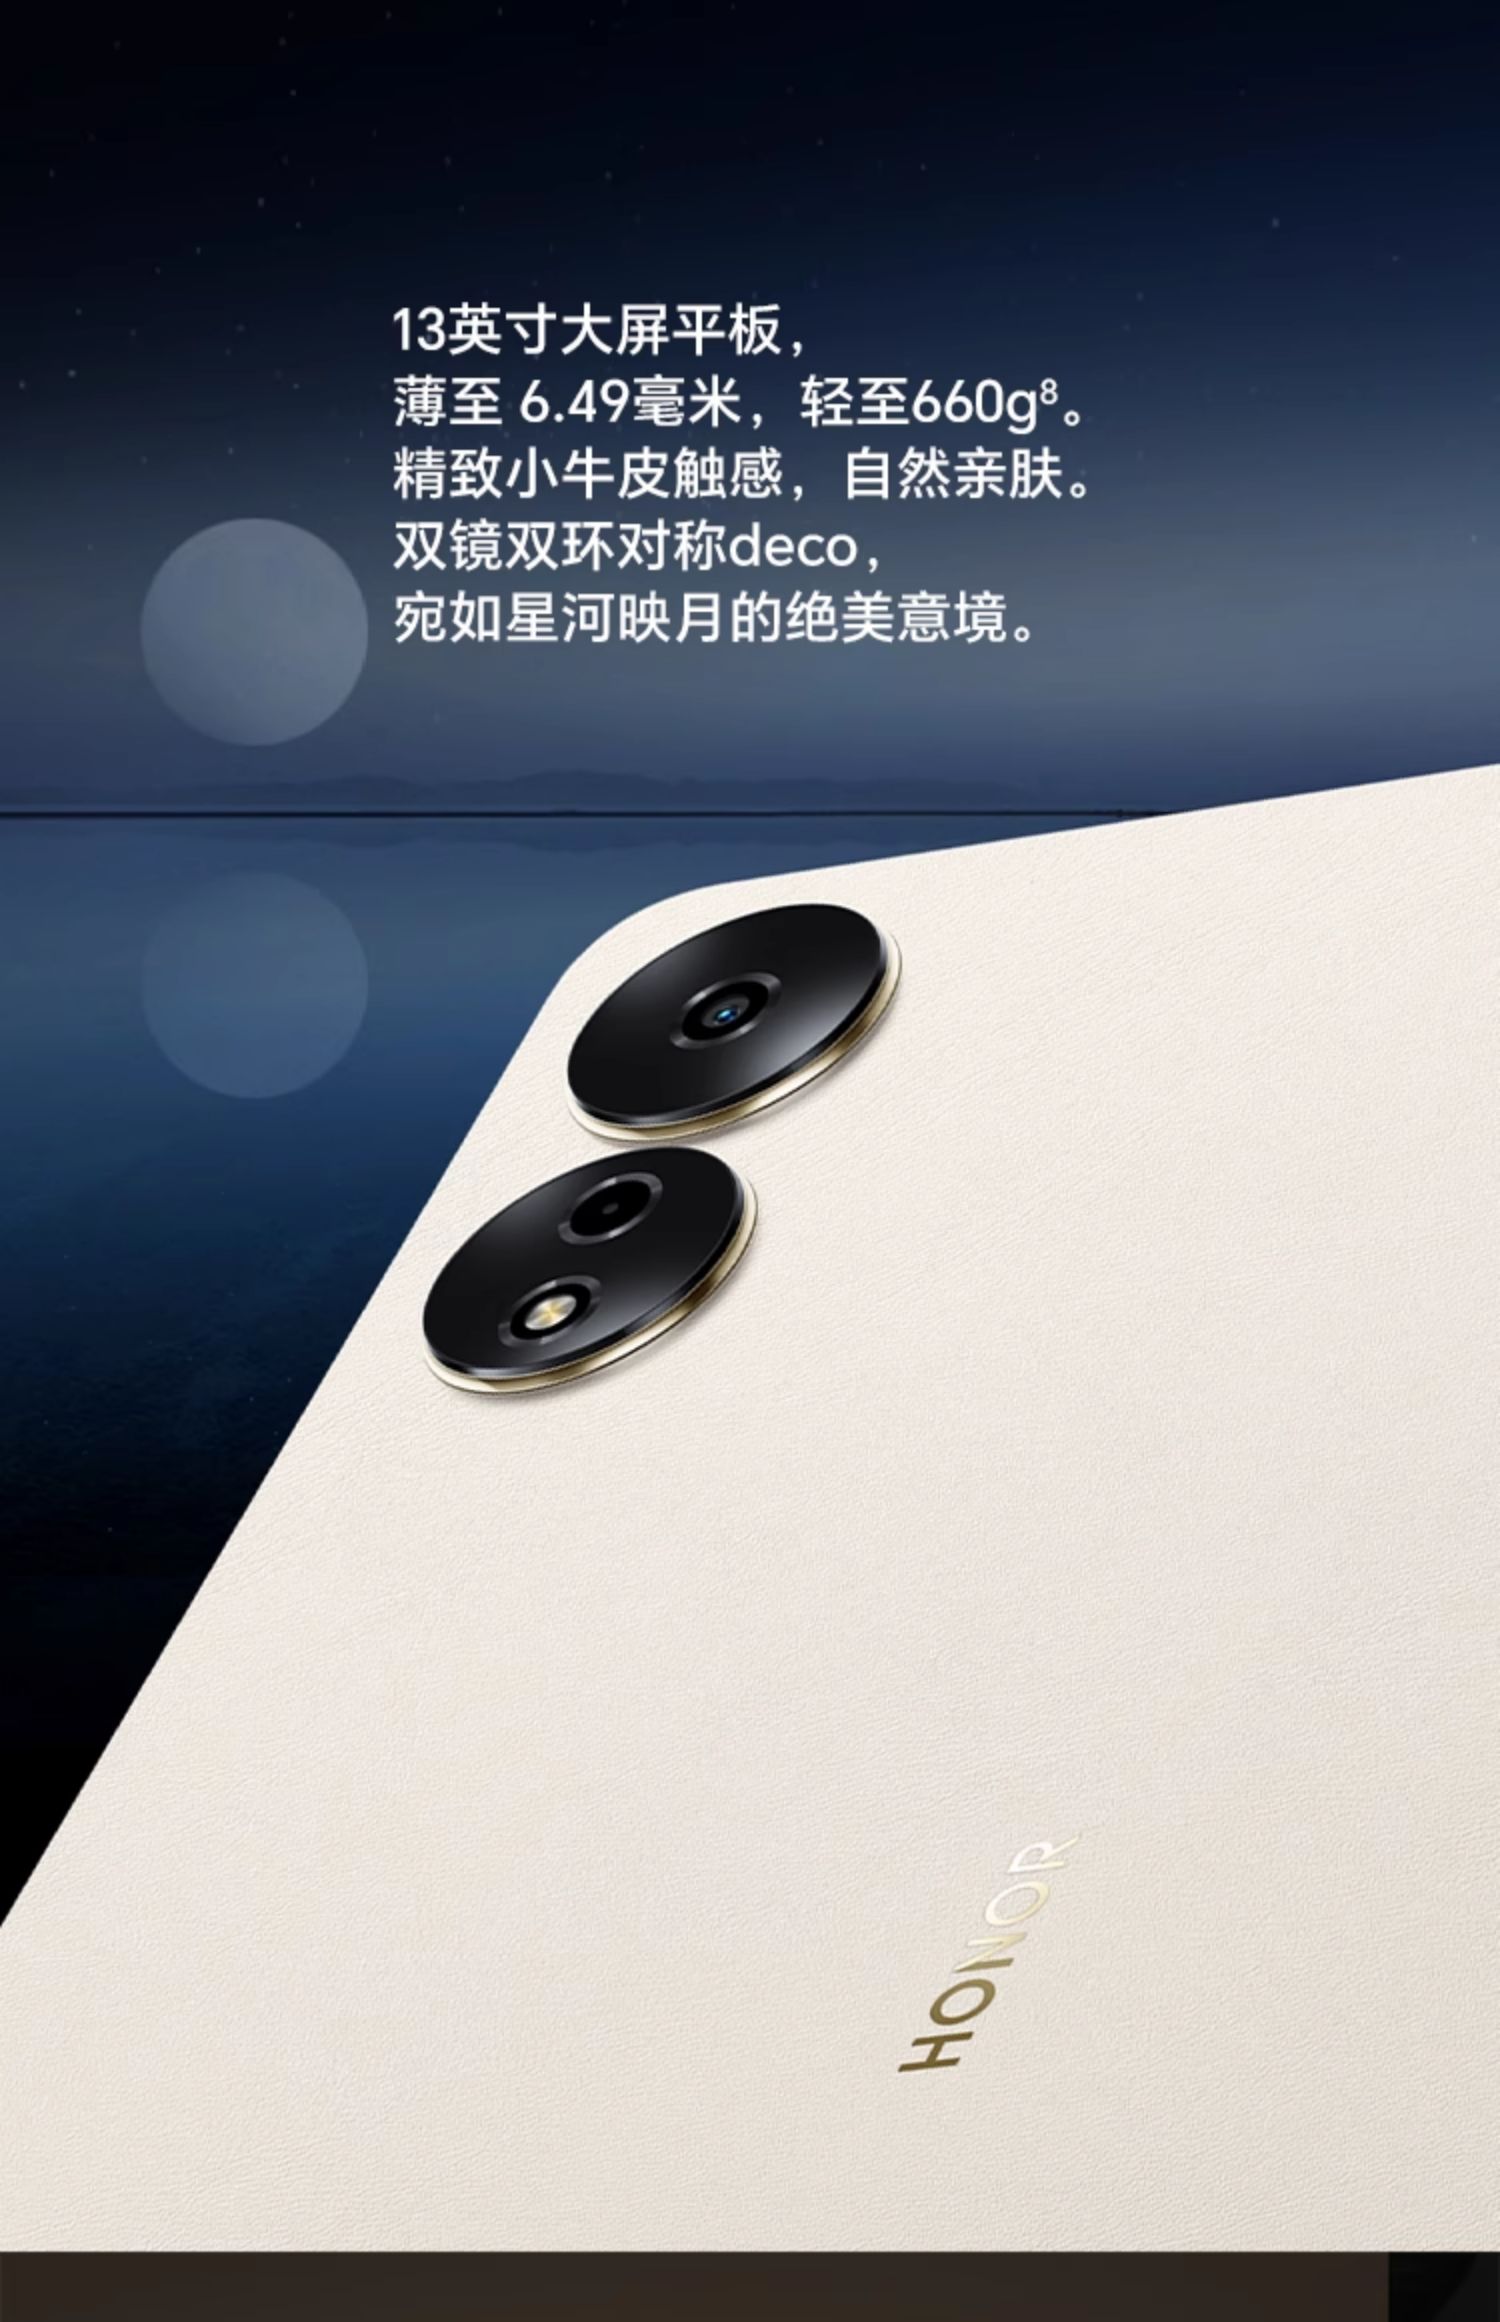 13英寸大屏平板，
薄至 6.49毫米，轻至660g⁸。
精致小牛皮触感，自然亲肤。
双镜双环对称deco，
宛如星河映月的绝美意境。
HONOR